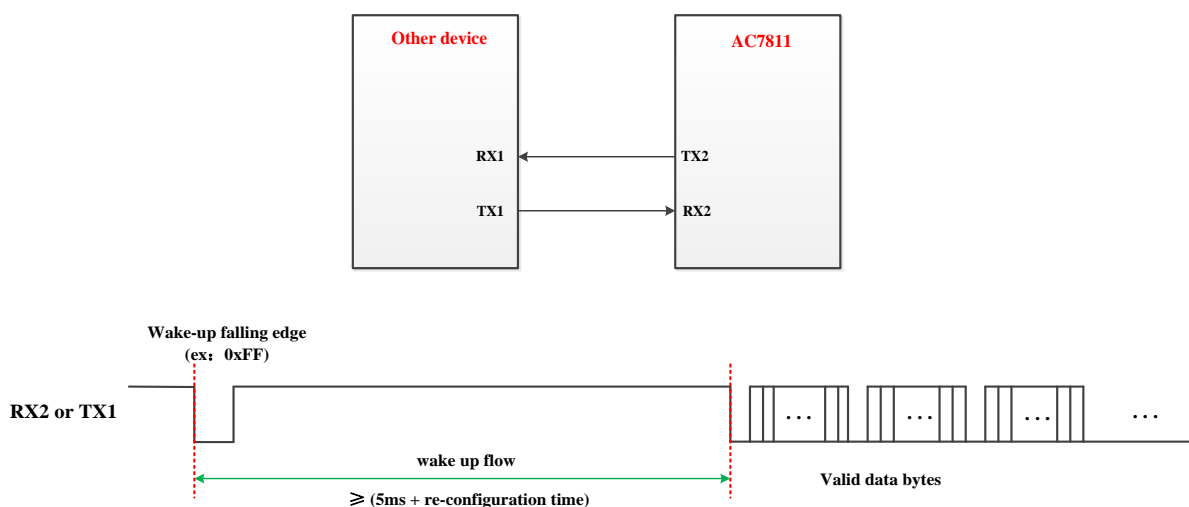 Other device
AC7811
RX1
TX2
TX1
RX2
Wake-up falling edge
(ex：0xFF)
RX2 or TX1
... ... ... ...
wake up flow
Valid data bytes
≥ (5ms + re-configuration time)